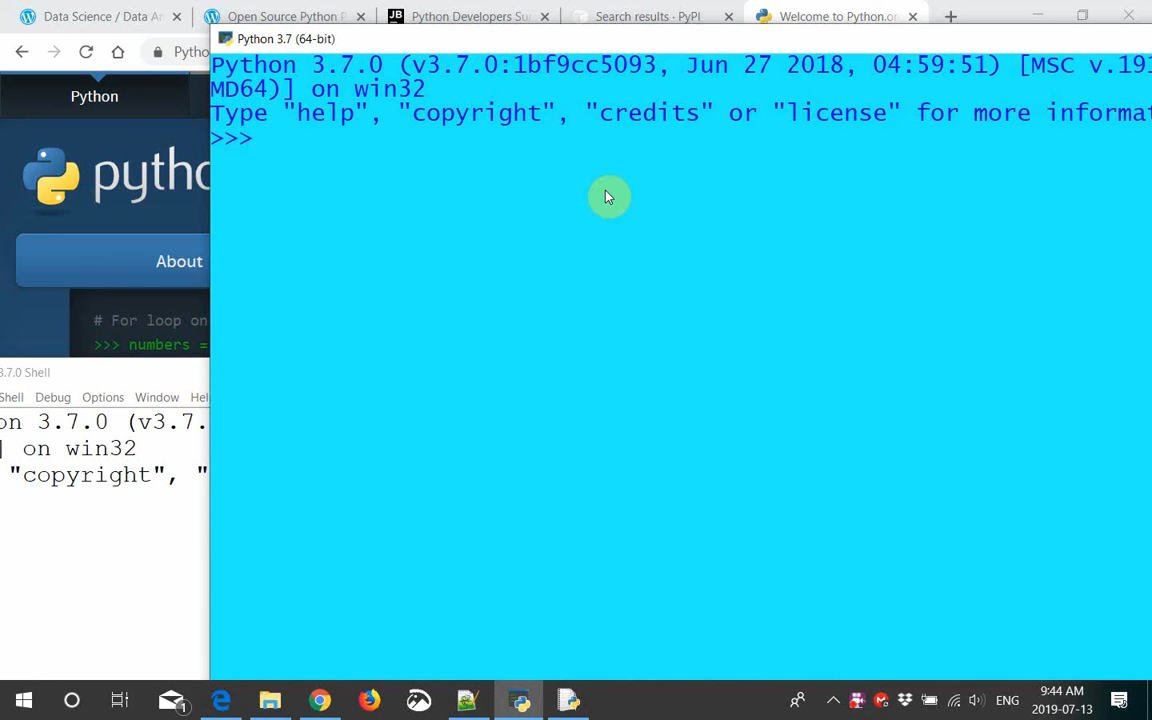 Data Science / Data A
Open Source Python P
Python Developers Su
Search results · PyPI
Welcome to Python.or
Pytho
Python 3.7 (64-bit)
Python 3.7.0 (v3.7.0:1bf9cc5093, Jun 27 2018, 04:59:51) [MSC v.191
MD64)] on win32
Type "help", "copyright", "credits" or "license" for more informat
>>>
Python
pytho
About
# For loop on
>>> numbers =
3.7.0 Shell
Shell Debug Options Window Hel
on 3.7.0 (v3.7.
] on win32
"copyright", "
1
ENG
9:44 AM
2019-07-13